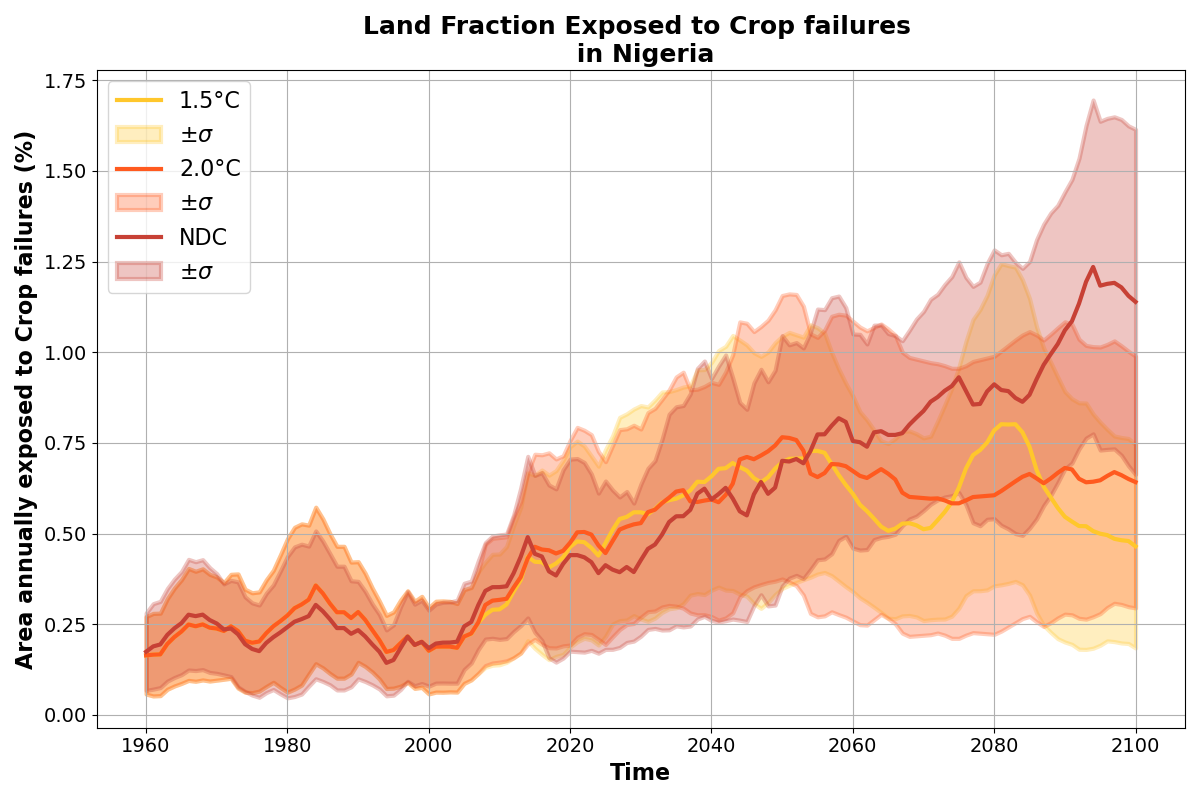 Land Fraction Exposed to Crop failures
in Nigeria
Area annually exposed to Crop failures (%)
1.75
1.50
1.25
1.00
0.75
0.50
0.25
0.00
1.5°C
±σ
2.0°C
±σ
NDC
±σ
1960 1980 2000 2020 2040 2060 2080 2100
Time